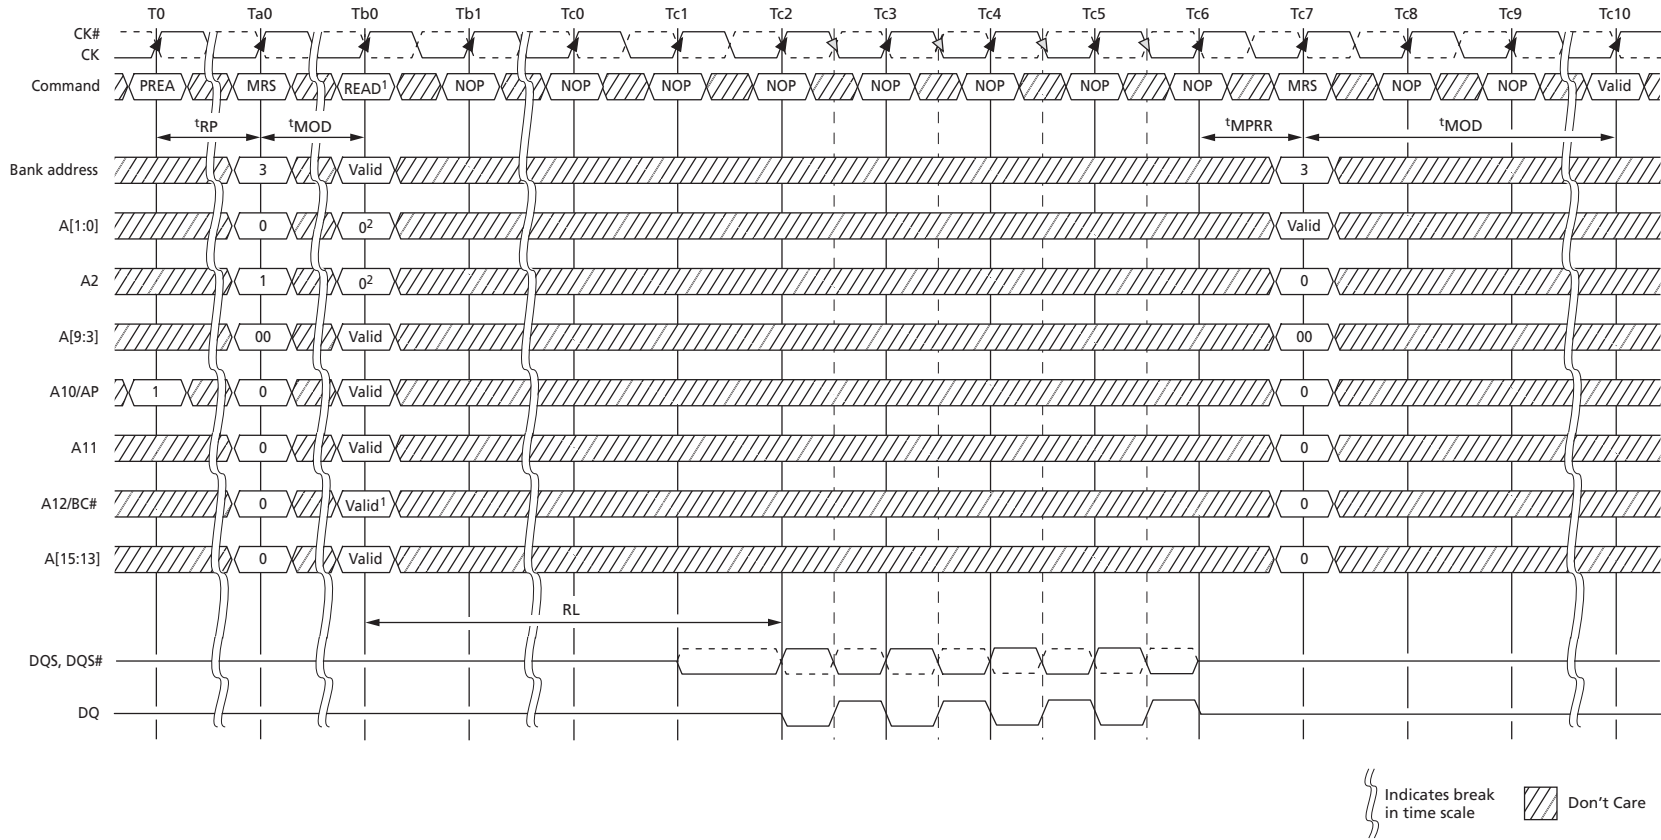 T0 Ta0 Tb0 Tb1 Tc0 Tc1 Tc2 Tc3 Tc4 Tc5 Tc6 Tc7 Tc8 Tc9 Tc10
CK#
CK
Command PREA MRS READ¹ NOP NOP NOP NOP NOP NOP NOP NOP MRS NOP NOP Valid
tRP tMOD tMPRR tMOD
Bank address 3 Valid 3
A[1:0] 0 0² Valid
A2 1 0² 0
A[9:3] 00 Valid 00
A10/AP 1 0 Valid 0
A11 0 Valid 0
A12/BC# 0 Valid¹ 0
A[15:13] 0 Valid 0
RL
DQS, DQS#
DQ
Indicates break
in time scale
Don't Care